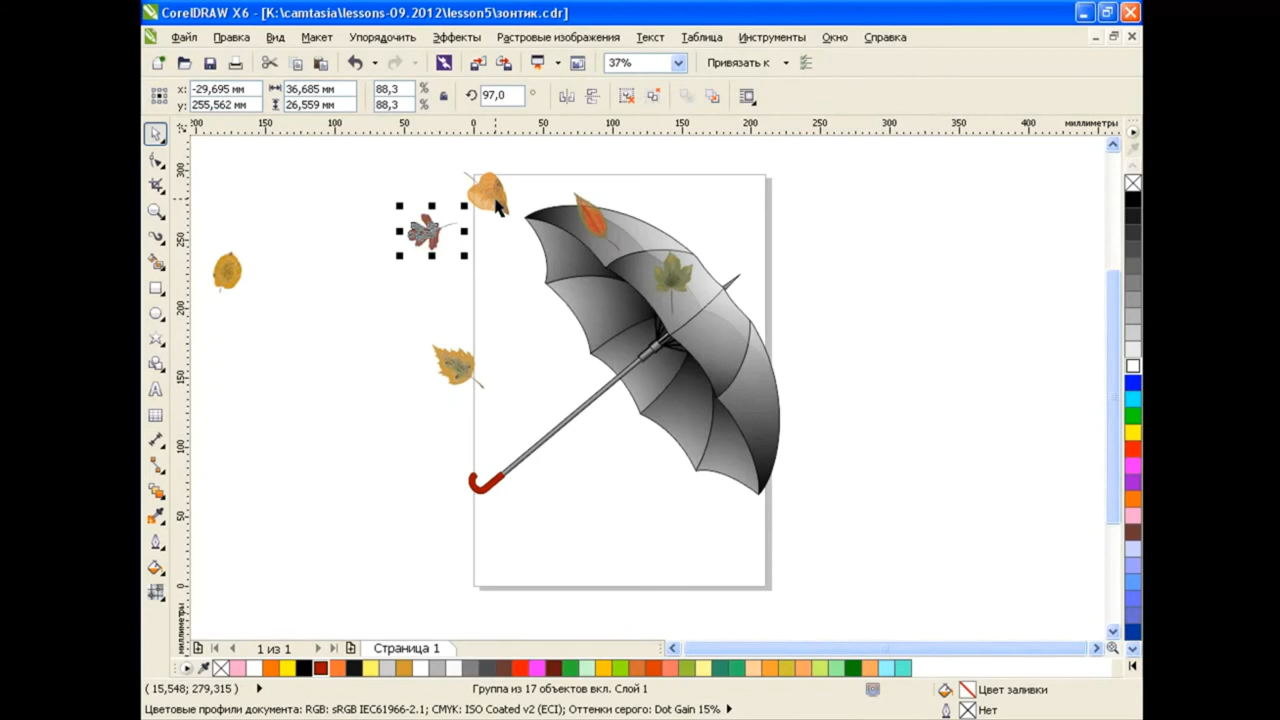 CorelDRAW X6 - [K:\camtasia\lessons-09.2012\lesson5\зонтик.cdr]
Файл Правка Вид Макет Упорядочить Эффекты Растровые изображения Текст Таблица Инструменты Окно Справка
37% Привязать к
x: -29,695 мм 36,685 mm 88,3 %
y: 255,562 мм 26,559 mm 88,3 %
97,0 °
200 150 100 50 0 50 100 150 200 250 300 350 400 миллиметры
300
250
200
150
100
50
0
миллиметры
1 из 1 Страница 1
( 15,548; 279,315 ) Группа из 17 объектов вкл. Слой 1 Цвет заливки
Цветовые профили документа: RGB: sRGB IEC61966-2.1; CMYK: ISO Coated v2 (ECI); Оттенки серого: Dot Gain 15% Нет